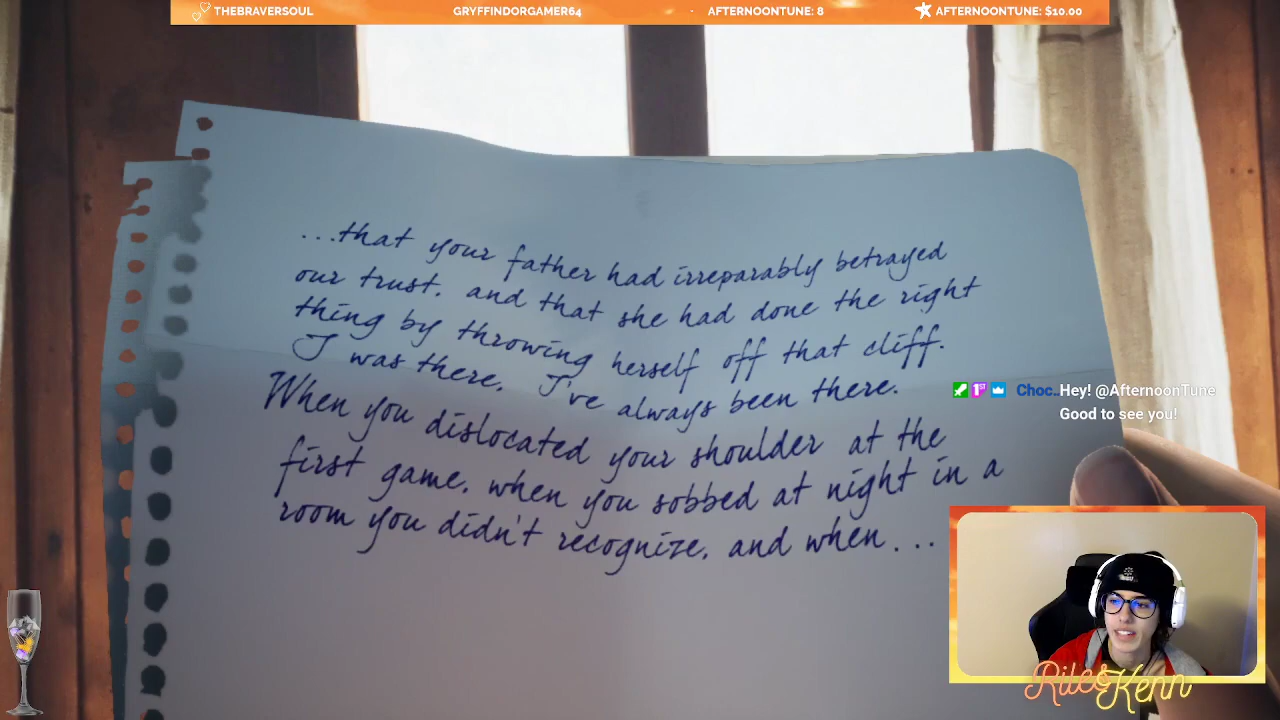 THEBRAVERSOUL
GRYFFINDORGAMER64
AFTERNOONTUNE: 8
AFTERNOONTUNE: $10.00
...that your father had irreparably betrayed
our trust, and that she had done the right
thing by throwing herself off that cliff.
I was there. I've always been there.
When you dislocated your shoulder at the
first game, when you sobbed at night in a
room you didn't recognize, and when...
Choc..Hey! @AfternoonTune
Good to see you!
Rile&Kenn